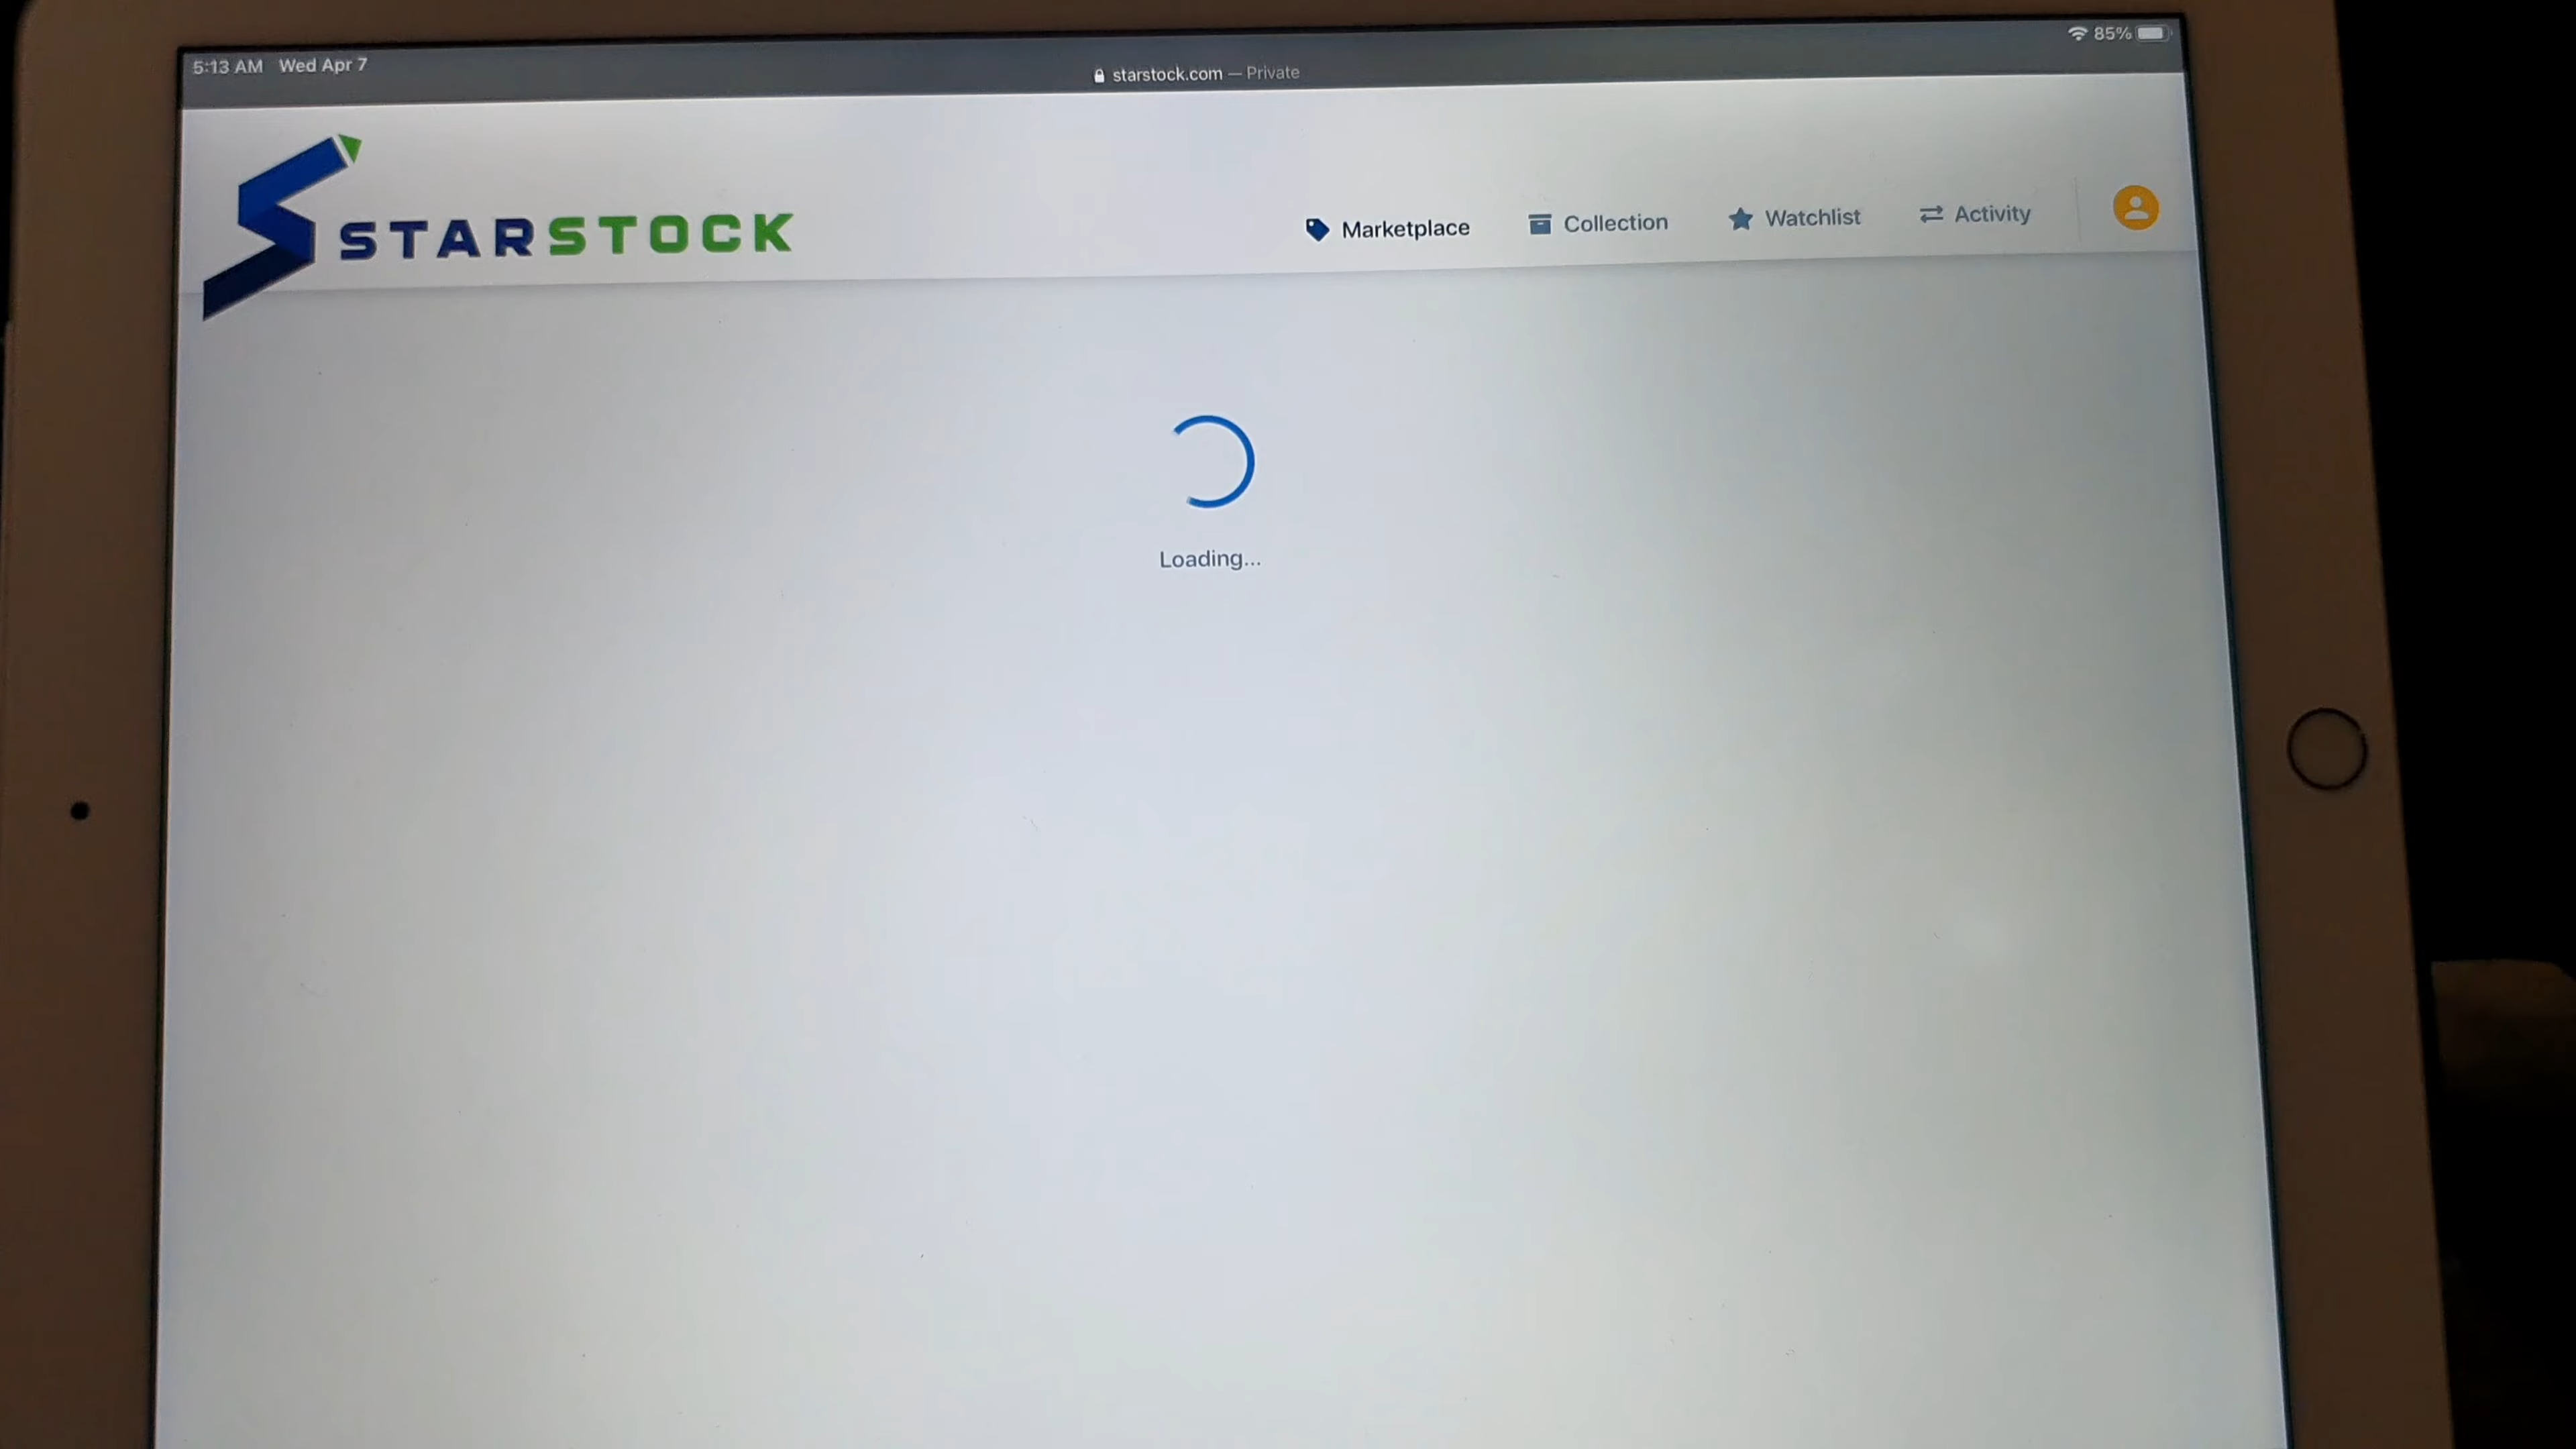 5:13 AM Wed Apr 7
85%
starstock.com — Private
STARSTOCK
Marketplace Collection Watchlist Activity
Loading...